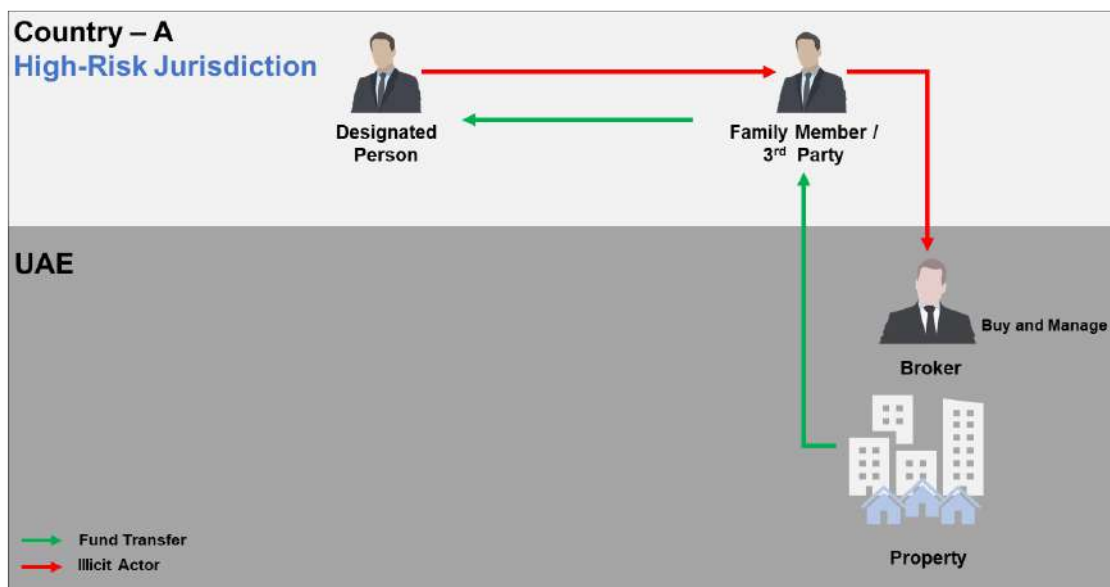 Country – A
High-Risk Jurisdiction
Designated
Person
Family Member /
3rd Party
UAE
Buy and Manage
Broker
Property
Fund Transfer
Illicit Actor